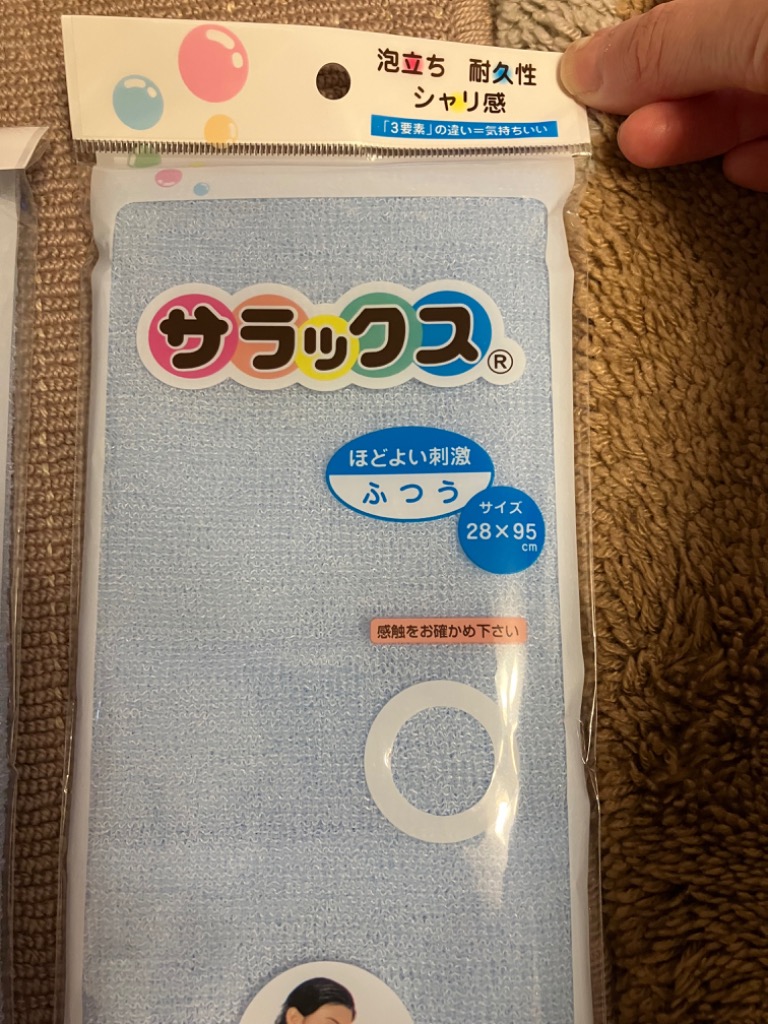 泡立ち 耐久性
シャリ感
「3要素」の違い=気持ちいい
サラックス®
ほどよい刺激
ふつう
サイズ
28×95
cm
感触をお確かめ下さい